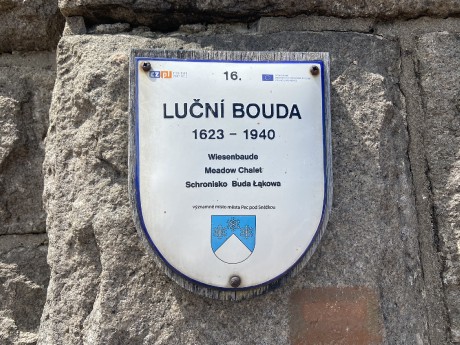 16.
LUČNÍ BOUDA
1623 – 1940
Wiesenbaude
Meadow Chalet
Schronisko Buda Łąkowa
významné místo města Pec pod Sněžkou